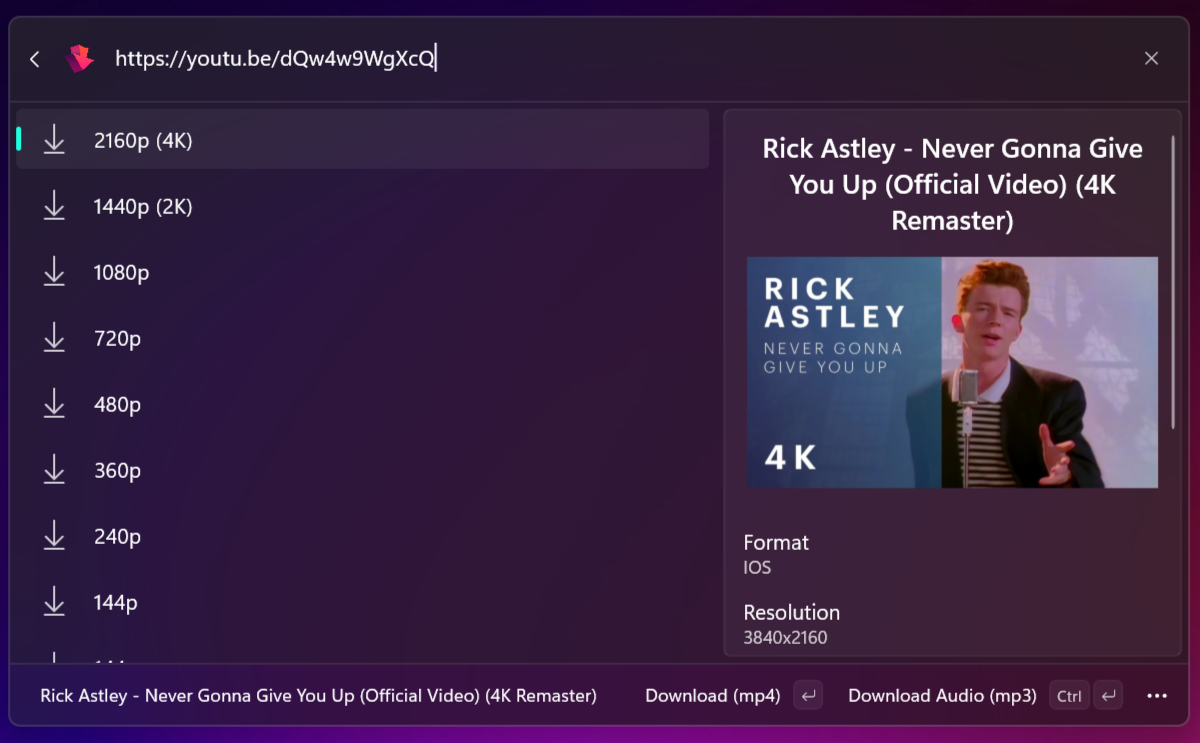 https://youtu.be/dQw4w9WgXcQ
2160p (4K)
1440p (2K)
1080p
720p
480p
360p
240p
144p
Rick Astley - Never Gonna Give
You Up (Official Video) (4K
Remaster)
RICK
ASTLEY
NEVER GONNA
GIVE YOU UP
4K
Format
IOS
Resolution
3840x2160
Rick Astley - Never Gonna Give You Up (Official Video) (4K Remaster)
Download (mp4)
Download Audio (mp3) Ctrl